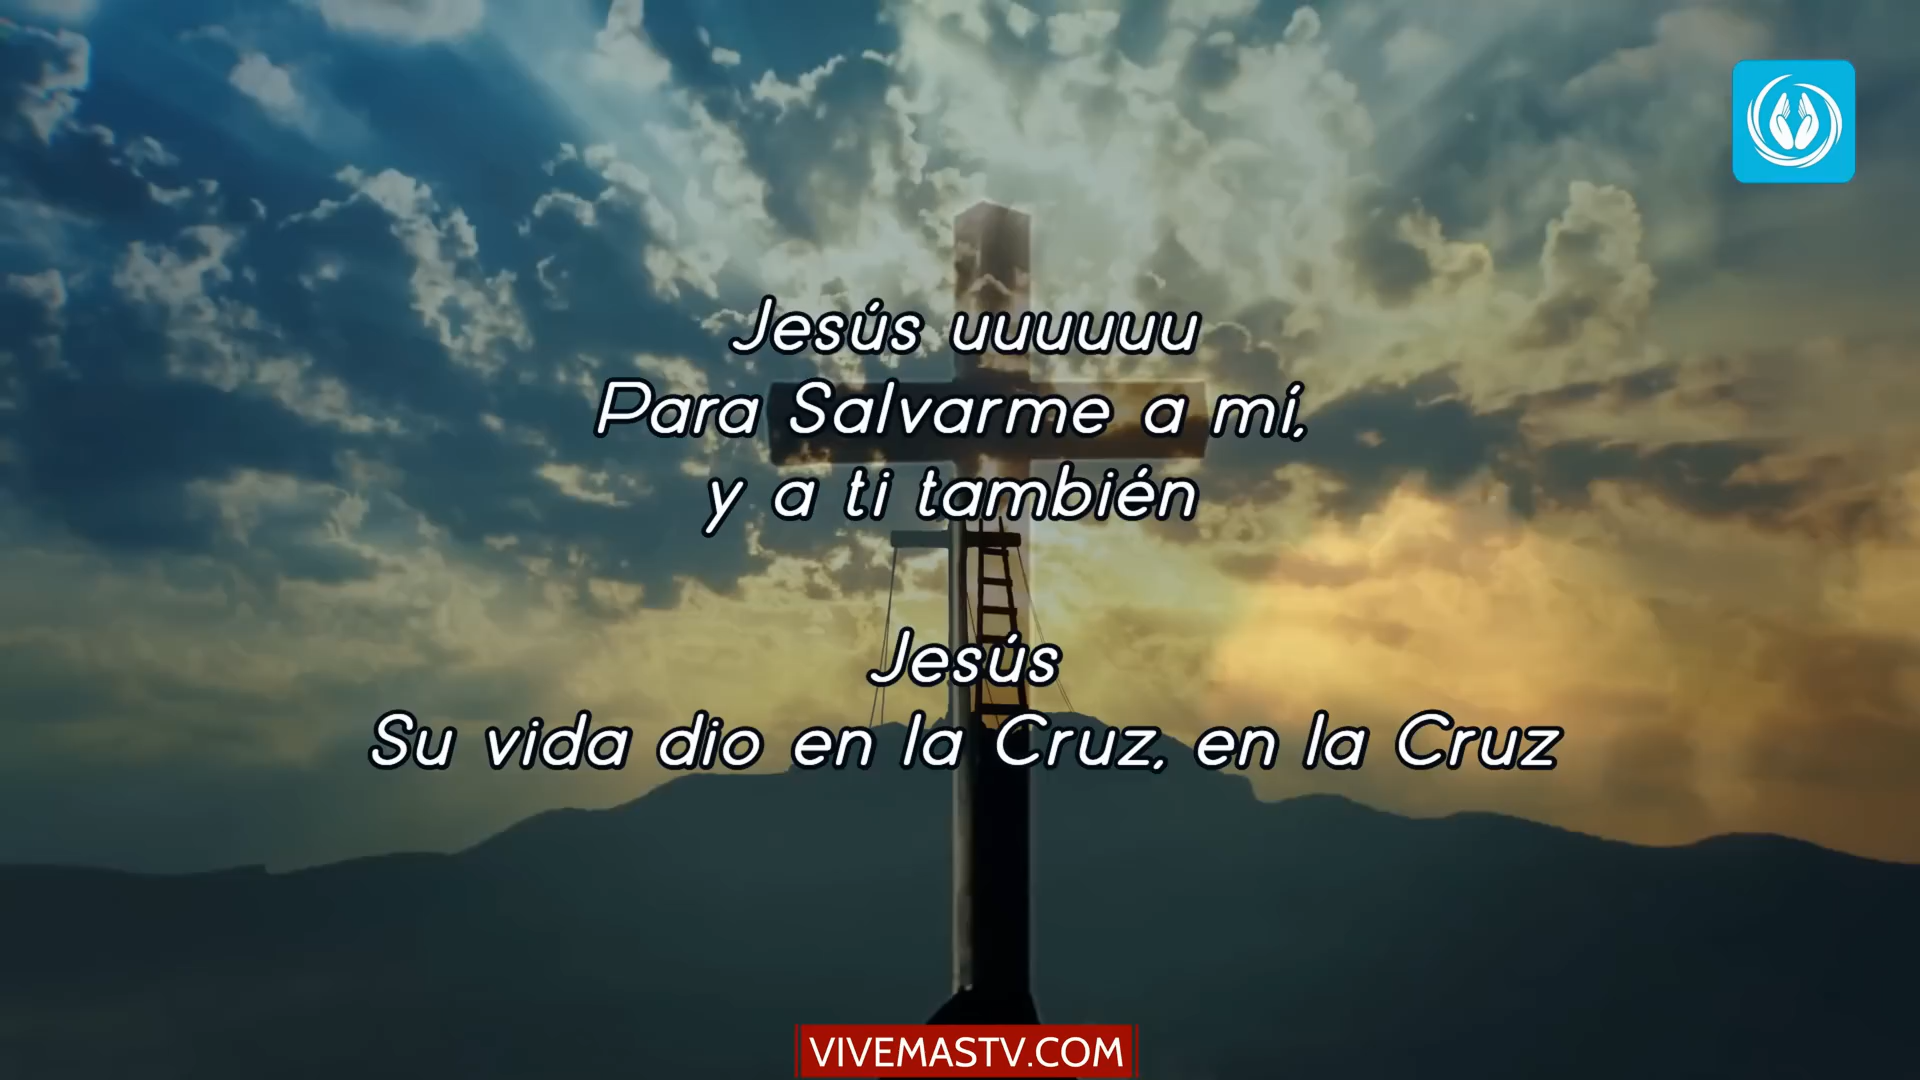 Jesús uuuuuu
Para Salvarme a mí,
y a ti también
Jesús
Su vida dio en la Cruz, en la Cruz
VIVEMASTV.COM